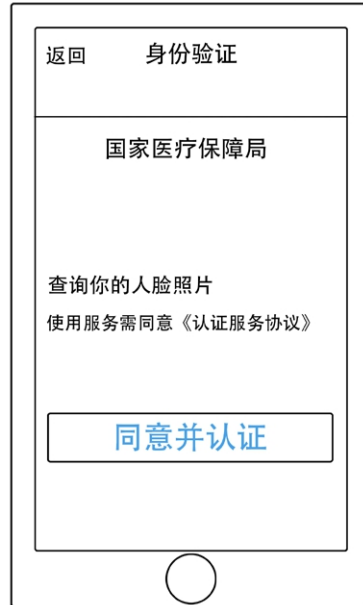 返回 身份验证
国家医疗保障局
查询你的人脸照片
使用服务需同意《认证服务协议》
同意并认证